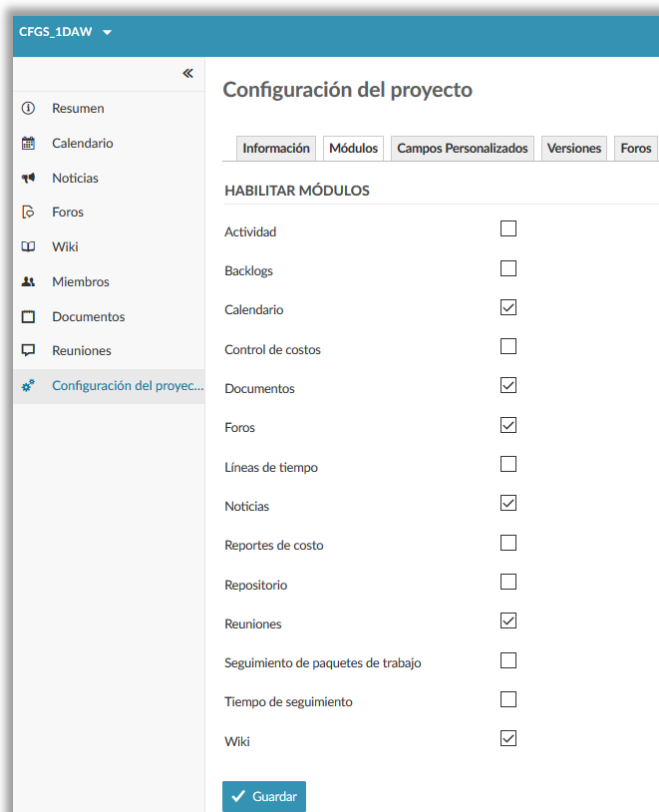 CFGS_1DAW
Resumen
Calendario
Noticias
Foros
Wiki
Miembros
Documentos
Reuniones
Configuración del proyec...
Configuración del proyecto
Información Módulos Campos Personalizados Versiones Foros
HABILITAR MÓDULOS
Actividad
Backlogs
Calendario
Control de costos
Documentos
Foros
Líneas de tiempo
Noticias
Reportes de costo
Repositorio
Reuniones
Seguimiento de paquetes de trabajo
Tiempo de seguimiento
Wiki
Guardar